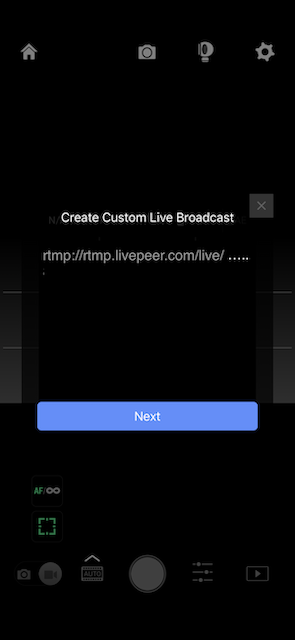 Create Custom Live Broadcast
rtmp://rtmp.livepeer.com/live/ .....
Next
AF/∞
AUTO